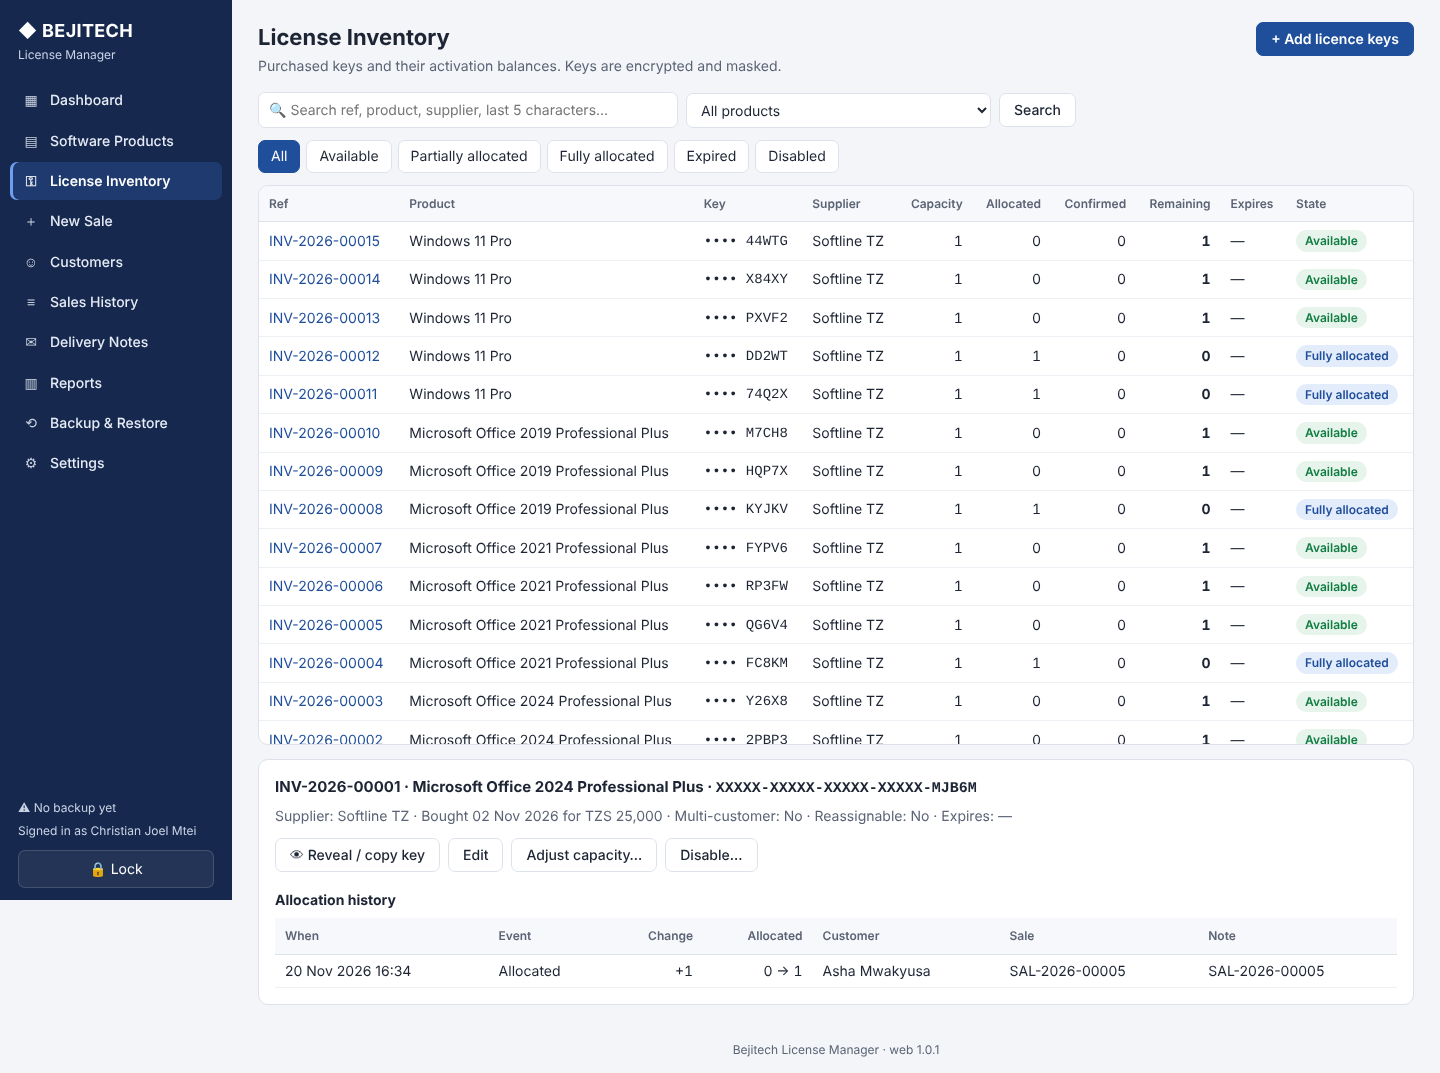 ◆ BEJITECH
License Manager
Dashboard
Software Products
License Inventory
New Sale
Customers
Sales History
Delivery Notes
Reports
Backup & Restore
Settings
⚠ No backup yet
Signed in as Christian Joel Mtei
🔒 Lock
License Inventory
Purchased keys and their activation balances. Keys are encrypted and masked.
+ Add licence keys
🔍 Search ref, product, supplier, last 5 characters...
All products
Search
All Available Partially allocated Fully allocated Expired Disabled
Ref Product Key Supplier Capacity Allocated Confirmed Remaining Expires State
INV-2026-00015 Windows 11 Pro •••• 44WTG Softline TZ 1 0 0 1 — Available
INV-2026-00014 Windows 11 Pro •••• X84XY Softline TZ 1 0 0 1 — Available
INV-2026-00013 Windows 11 Pro •••• PXVF2 Softline TZ 1 0 0 1 — Available
INV-2026-00012 Windows 11 Pro •••• DD2WT Softline TZ 1 1 0 0 — Fully allocated
INV-2026-00011 Windows 11 Pro •••• 74Q2X Softline TZ 1 1 0 0 — Fully allocated
INV-2026-00010 Microsoft Office 2019 Professional Plus •••• M7CH8 Softline TZ 1 0 0 1 — Available
INV-2026-00009 Microsoft Office 2019 Professional Plus •••• HQP7X Softline TZ 1 0 0 1 — Available
INV-2026-00008 Microsoft Office 2019 Professional Plus •••• KYJKV Softline TZ 1 1 0 0 — Fully allocated
INV-2026-00007 Microsoft Office 2021 Professional Plus •••• FYPV6 Softline TZ 1 0 0 1 — Available
INV-2026-00006 Microsoft Office 2021 Professional Plus •••• RP3FW Softline TZ 1 0 0 1 — Available
INV-2026-00005 Microsoft Office 2021 Professional Plus •••• QG6V4 Softline TZ 1 0 0 1 — Available
INV-2026-00004 Microsoft Office 2021 Professional Plus •••• FC8KM Softline TZ 1 1 0 0 — Fully allocated
INV-2026-00003 Microsoft Office 2024 Professional Plus •••• Y26X8 Softline TZ 1 0 0 1 — Available
INV-2026-00002 Microsoft Office 2024 Professional Plus •••• 2PBP3 Softline TZ 1 0 0 1 — Available
INV-2026-00001 · Microsoft Office 2024 Professional Plus · XXXXX-XXXXX-XXXXX-XXXXX-MJB6M
Supplier: Softline TZ · Bought 02 Nov 2026 for TZS 25,000 · Multi-customer: No · Reassignable: No · Expires: —
👁 Reveal / copy key Edit Adjust capacity... Disable...
Allocation history
When Event Change Allocated Customer Sale Note
20 Nov 2026 16:34 Allocated +1 0 → 1 Asha Mwakyusa SAL-2026-00005 SAL-2026-00005
Bejitech License Manager · web 1.0.1